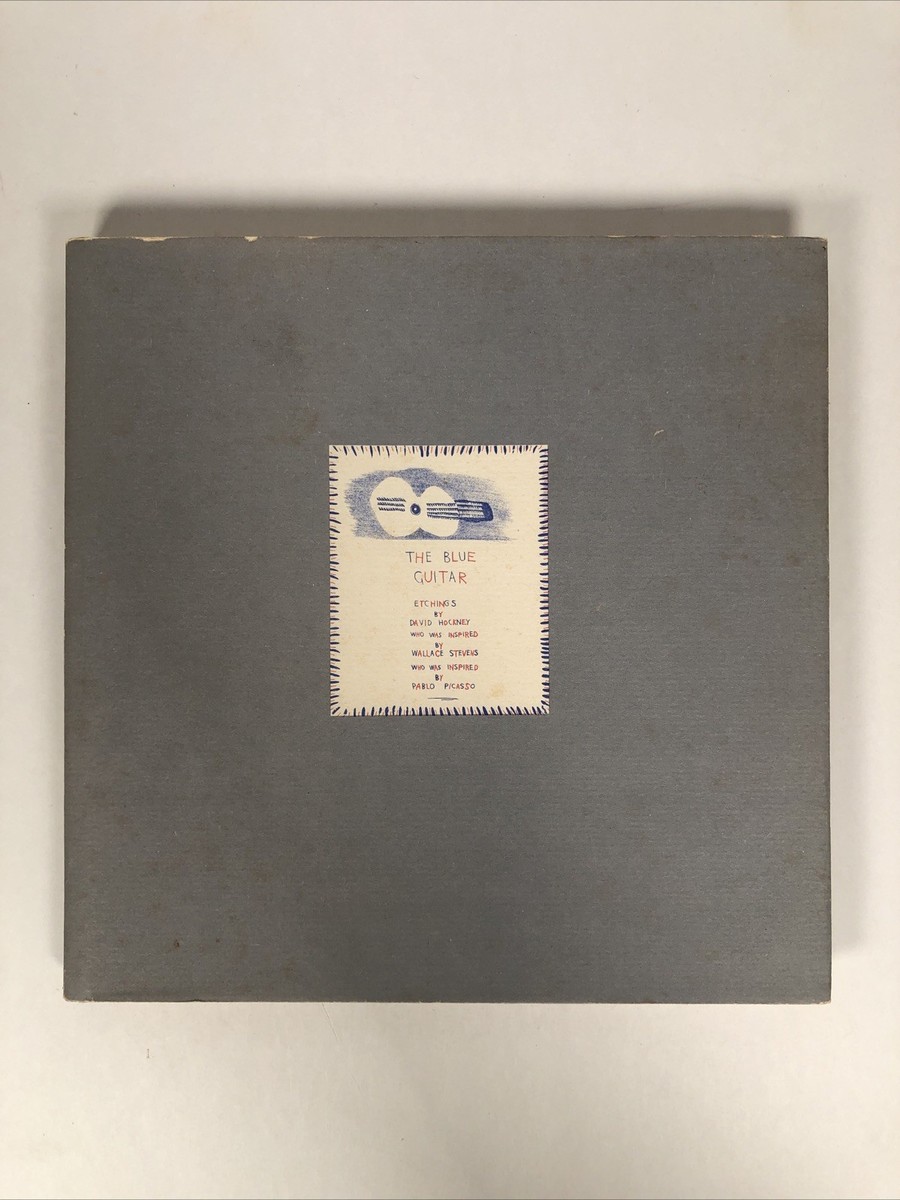 THE BLUE
GUITAR
ETCHINGS
BY
DAVID HOCKNEY
WHO WAS INSPIRED
BY
WALLACE STEVENS
WHO WAS INSPIRED
BY
PABLO PICASSO